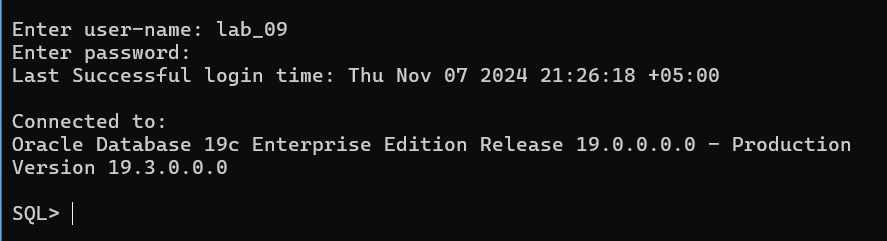 Enter user-name: lab_09
Enter password:
Last Successful login time: Thu Nov 07 2024 21:26:18 +05:00
Connected to:
Oracle Database 19c Enterprise Edition Release 19.0.0.0.0 - Production
Version 19.3.0.0.0
SQL>